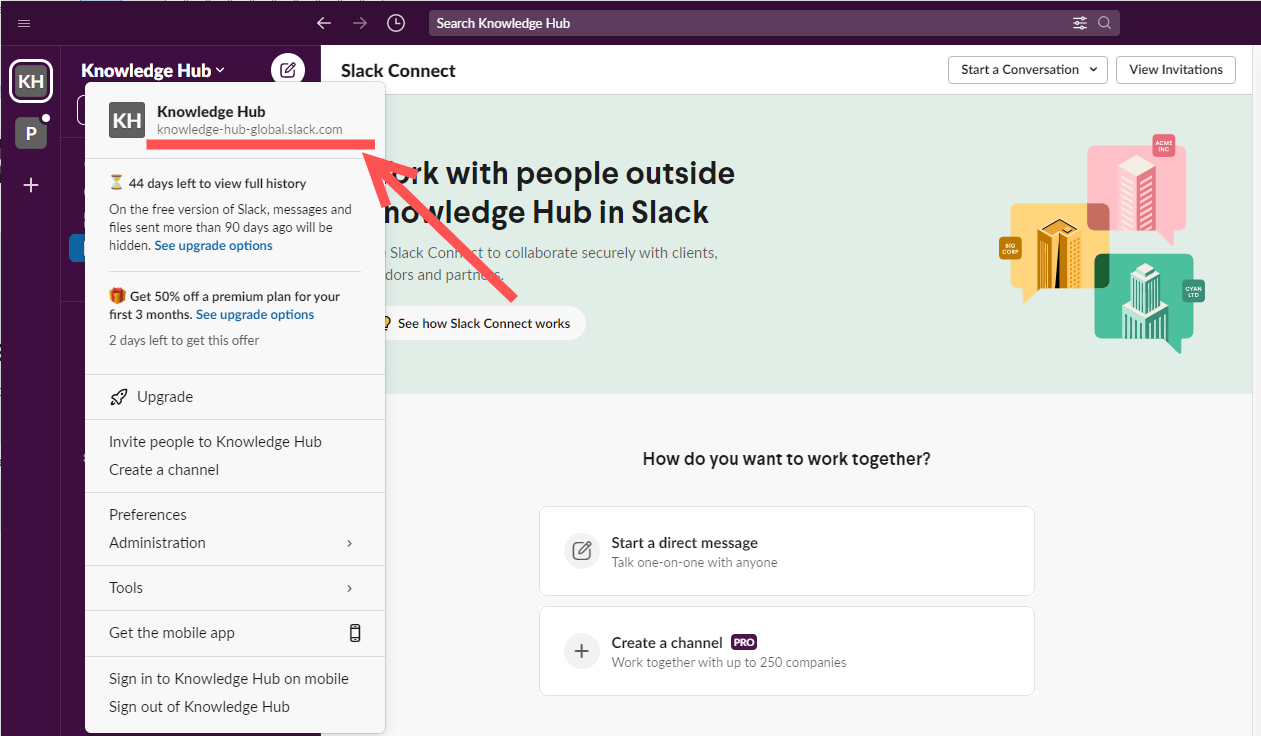 Search Knowledge Hub
KH
P
Knowledge Hub
KH
Knowledge Hub
knowledge-hub-global.slack.com
⏳ 44 days left to view full history
On the free version of Slack, messages and
files sent more than 90 days ago will be
hidden. See upgrade options
🎁 Get 50% off a premium plan for your
first 3 months. See upgrade options
2 days left to get this offer
Upgrade
Invite people to Knowledge Hub
Create a channel
Preferences
Administration
Tools
Get the mobile app
Sign in to Knowledge Hub on mobile
Sign out of Knowledge Hub
Slack Connect
Start a Conversation
View Invitations
with people outside
Hub in Slack
Slack Connect to collaborate securely with clients,
and partners.
See how Slack Connect works
ACME
INC
BIG
CORP
CYAN
LTD
How do you want to work together?
Start a direct message
Talk one-on-one with anyone
Create a channel PRO
Work together with up to 250 companies